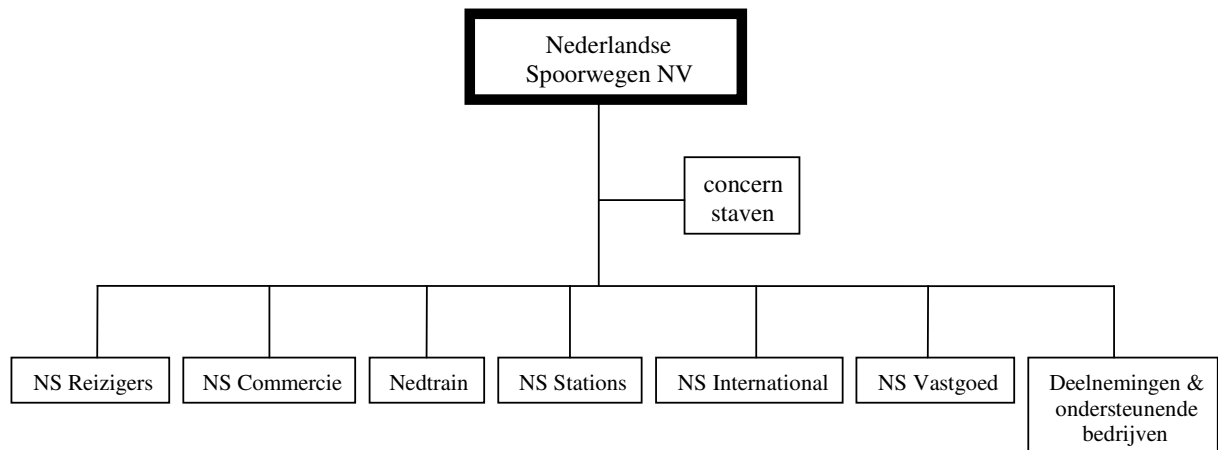 Nederlandse
Spoorwegen NV
concern
staven
NS Reizigers
NS Commercie
Nedtrain
NS Stations
NS International
NS Vastgoed
Deelnemingen &
ondersteunende
bedrijven